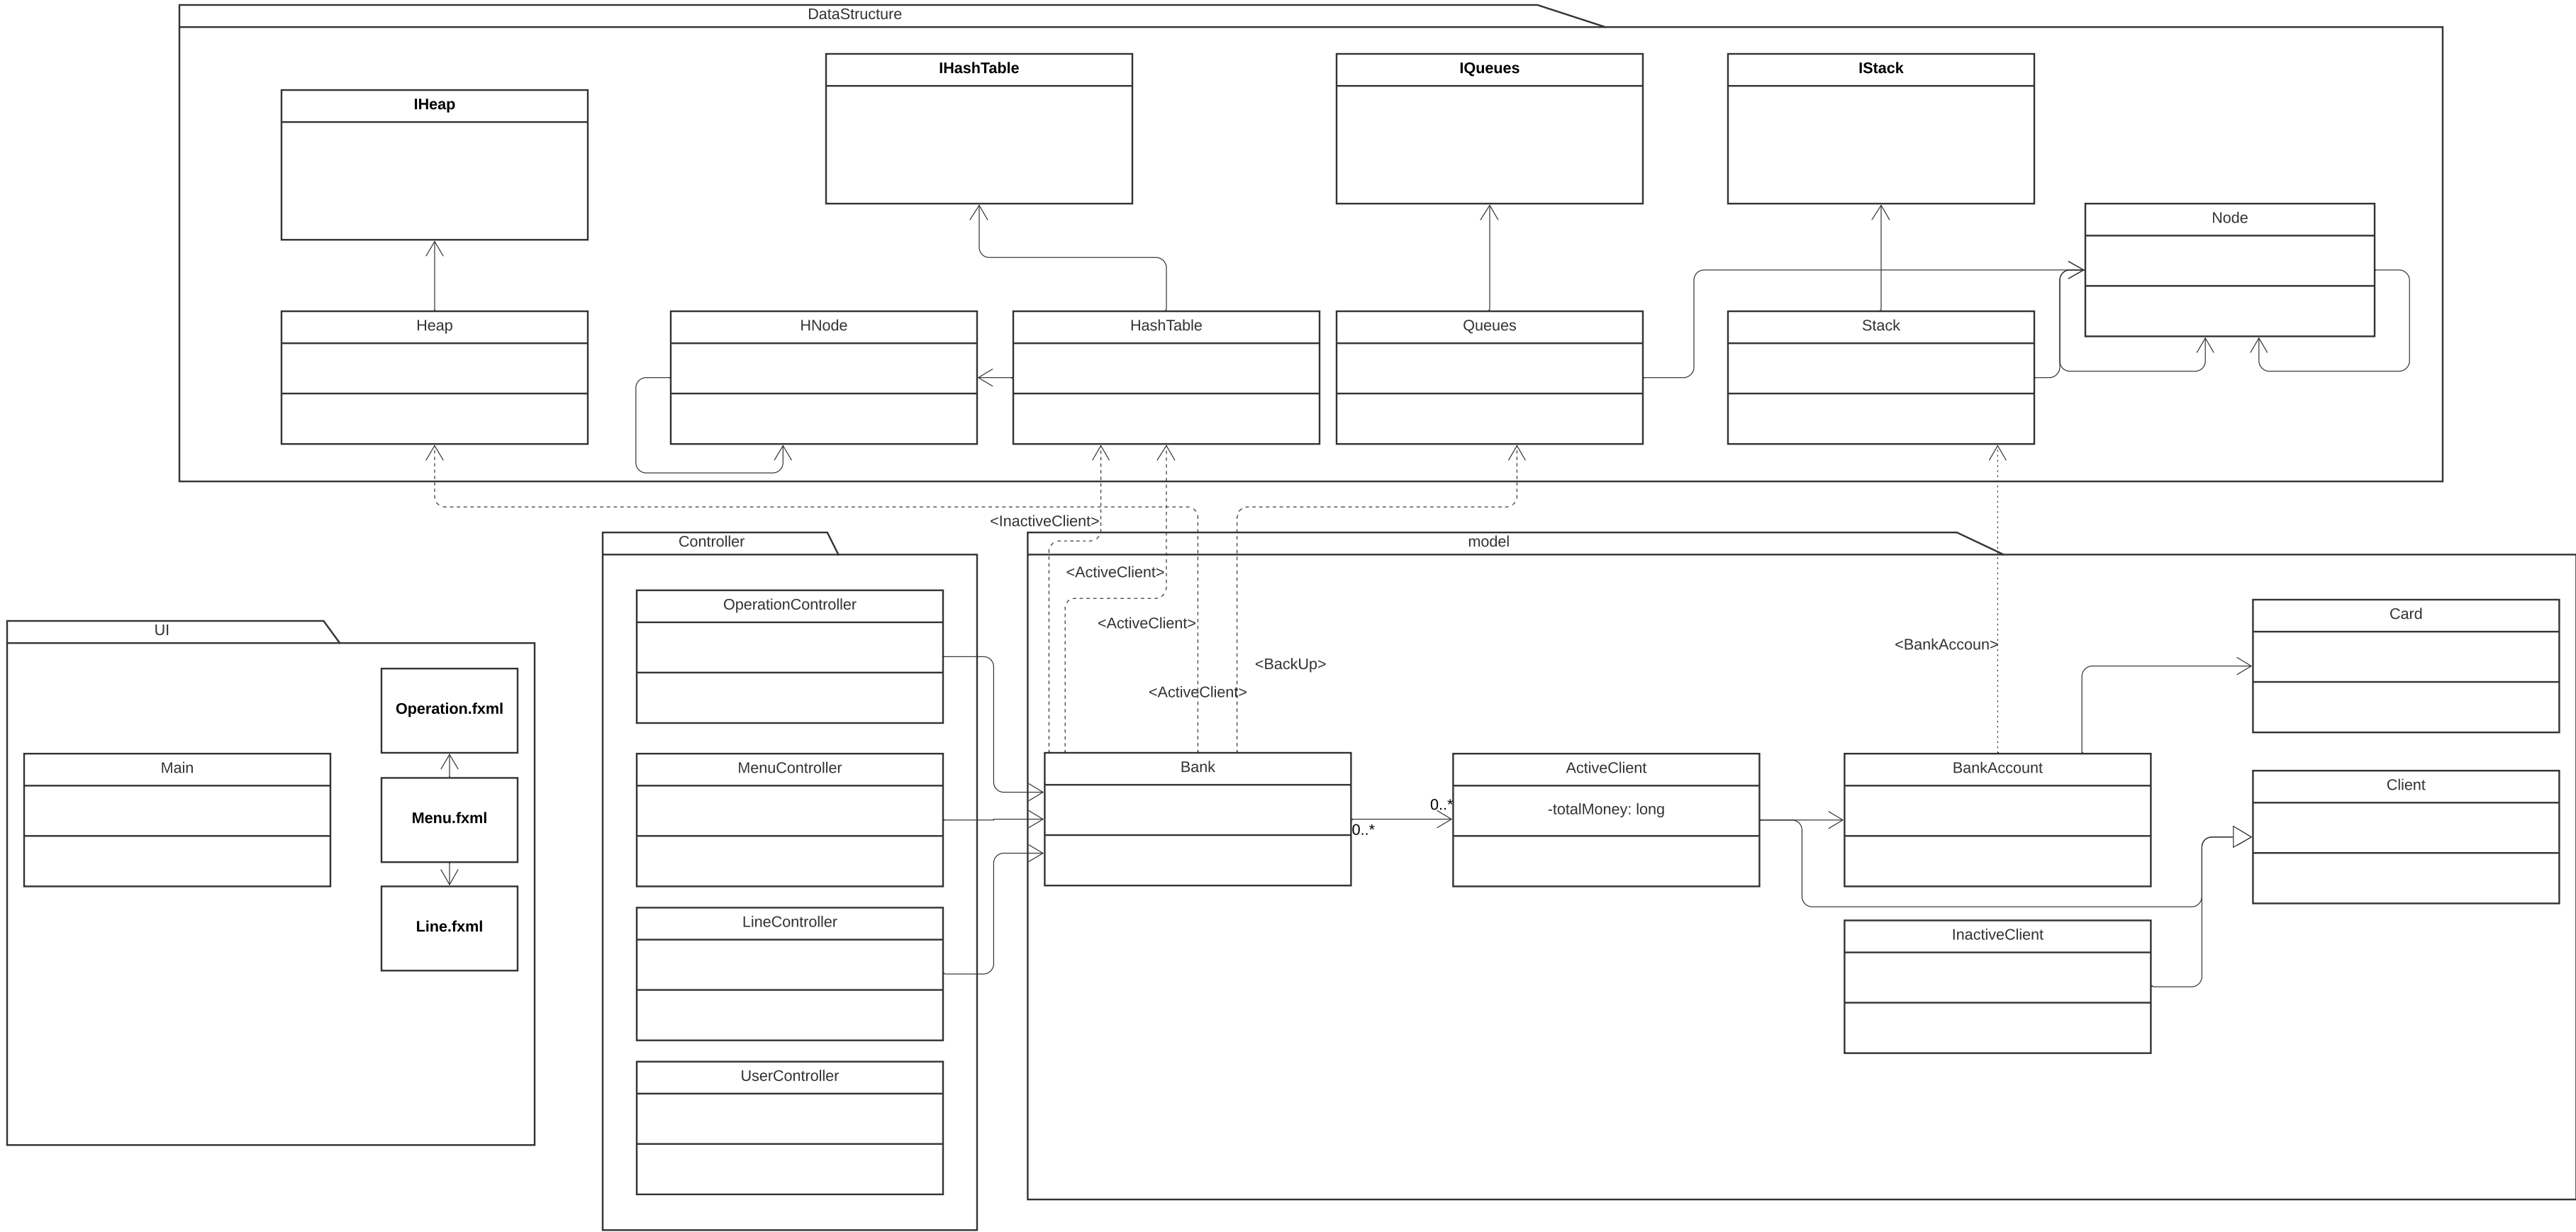 DataStructure
IHeap
IHashTable
IQueues
IStack
Node
Heap
HNode
HashTable
Queues
Stack
<InactiveClient>
<ActiveClient>
<ActiveClient>
<ActiveClient>
<BackUp>
<BankAccoun>
UI
Main
Operation.fxml
Menu.fxml
Line.fxml
Controller
OperationController
MenuController
LineController
UserController
model
Bank
0..*
0..*
ActiveClient
-totalMoney: long
BankAccount
InactiveClient
Card
Client